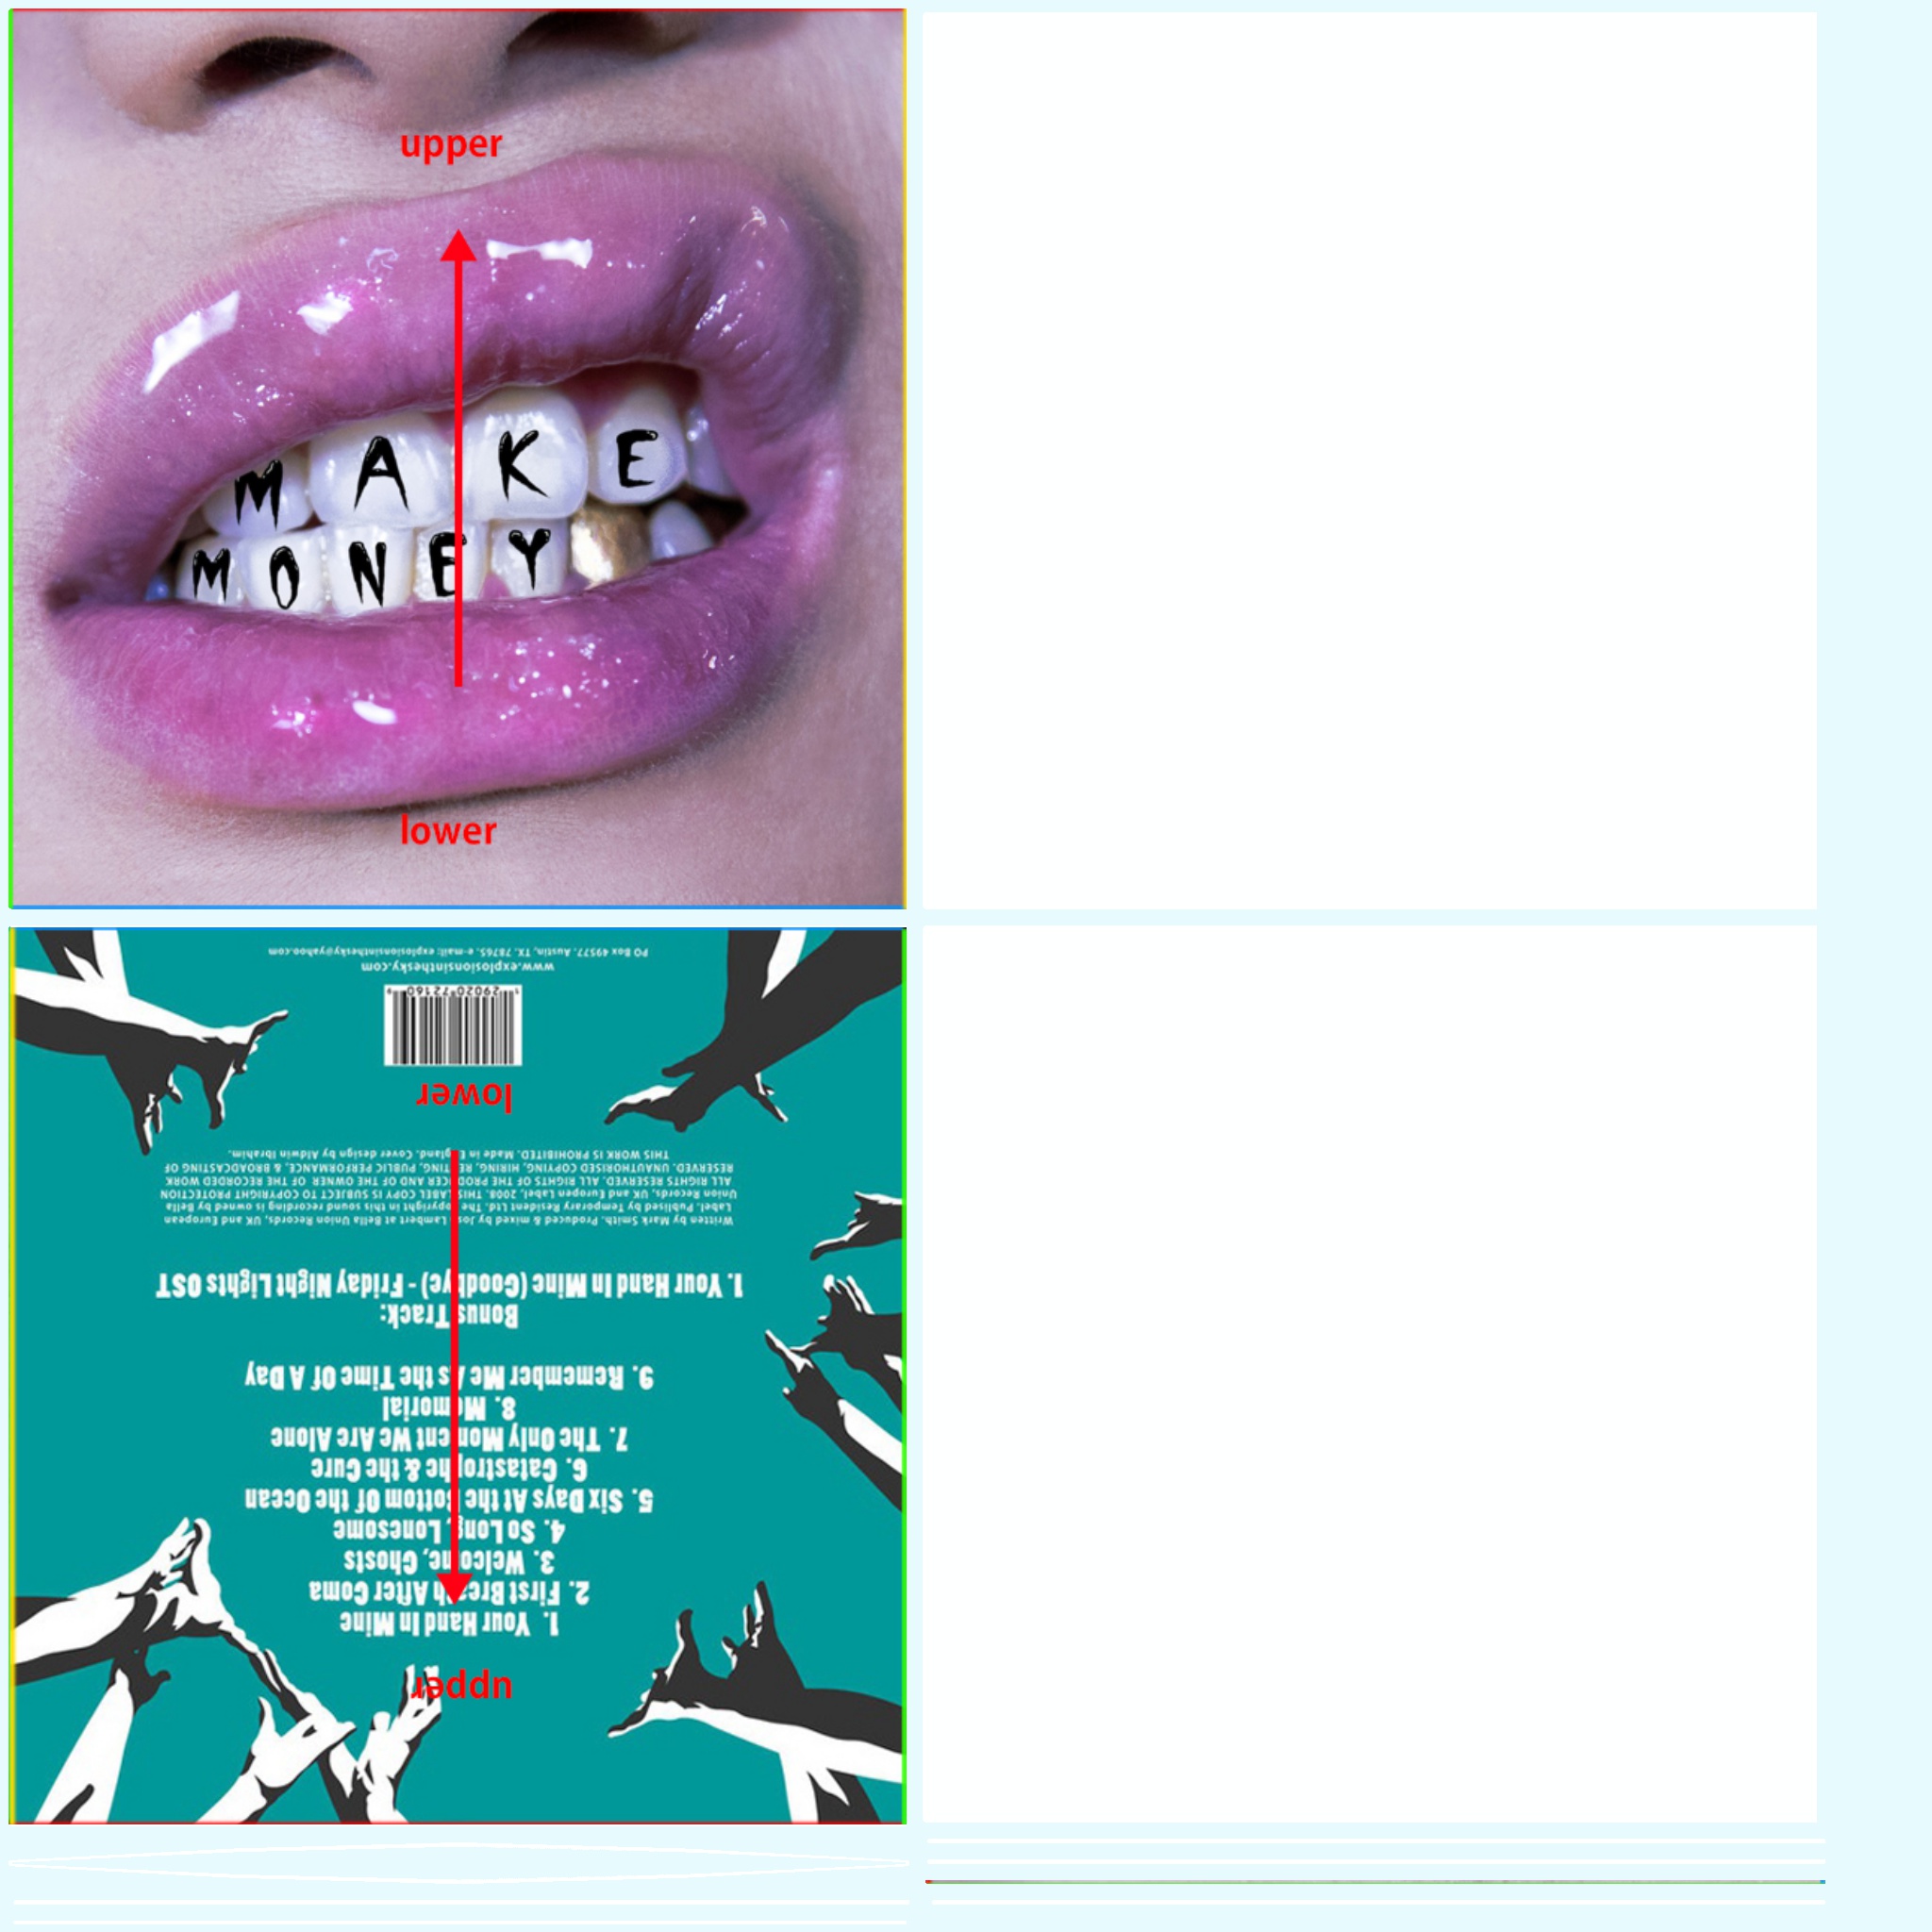 upper
MAKE
MONEY
lower
upper
1. Your Hand In Mine
2. First Breath After Coma
3. Welcome, Ghosts
4. So Long, Lonesome
5. Six Days At the Bottom Of the Ocean
6. Catastrophe & the Cure
7. The Only Moment We Are Alone
8. Memorial
9. Remember Me As the Time Of A Day
Bonus Track:
1. Your Hand In Mine (Goodbye) - Friday Night Lights OST
Written by Mark Smith. Produced & mixed by Lambert at Bella Union Records, UK and European
Label. Publised by Temporary Resident Ltd. The copyright in this sound recording is owned by Bella
Union Records, UK and Europen Label, 2008. THIS LABEL COPY IS SUBJECT TO COPYRIGHT PROTECTION
ALL RIGHTS RESERVED, ALL RIGHTS OF THE PRODUCER AND OF THE OWNER OF THE RECORDED WORK
RESERVED. UNAUTHORISED COPYING, HIRING, RENTING, PUBLIC PERFORMANCE, & BROADCASTING OF
THIS WORK IS PROHIBITED. Made in England. Cover design by Aldwin Ibrahim.
lower
1 29020 72160 9
www.explosionsinthesky.com
PO Box 49577. Austin, TX. 78765. e-mail: explosionsinthesky@yahoo.com